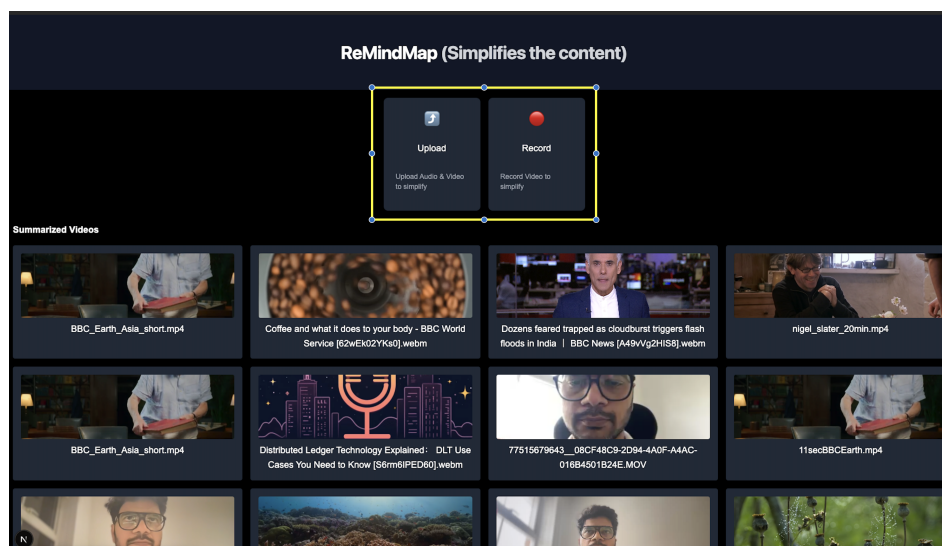 ReMindMap (Simplifies the content)
Upload
Upload Audio & Video
to simplify
Record
Record Video to
simplify
Summarized Videos
BBC_Earth_Asia_short.mp4
Coffee and what it does to your body - BBC World
Service [62wEk02YKs0].webm
Dozens feared trapped as cloudburst triggers flash
floods in India ｜ BBC News [A49vVg2HIS8].webm
nigel_slater_20min.mp4
BBC_Earth_Asia_short.mp4
Distributed Ledger Technology Explained： DLT Use
Cases You Need to Know [S6rm6IPED60].webm
77515679643__08CF48C9-2D94-4A0F-A4AC-
016B4501B24E.MOV
11secBBCEarth.mp4
N